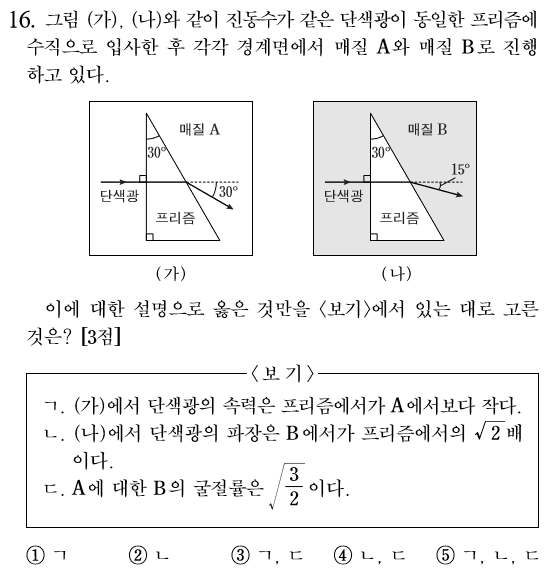 16. 그림 (가), (나)와 같이 진동수가 같은 단색광이 동일한 프리즘에
수직으로 입사한 후 각각 경계면에서 매질 A와 매질 B로 진행
하고 있다.
매질 A
30°
30°
단색광
프리즘
(가)
매질 B
30°
15°
단색광
프리즘
(나)
이에 대한 설명으로 옳은 것만을 〈보기〉에서 있는 대로 고른
것은? [3점]
〈보 기〉
ㄱ. (가)에서 단색광의 속력은 프리즘에서가 A에서보다 작다.
ㄴ. (나)에서 단색광의 파장은 B에서가 프리즘에서의 √2배
이다.
ㄷ. A에 대한 B의 굴절률은 √(3/2) 이다.
① ㄱ ② ㄴ ③ ㄱ, ㄷ ④ ㄴ, ㄷ ⑤ ㄱ, ㄴ, ㄷ